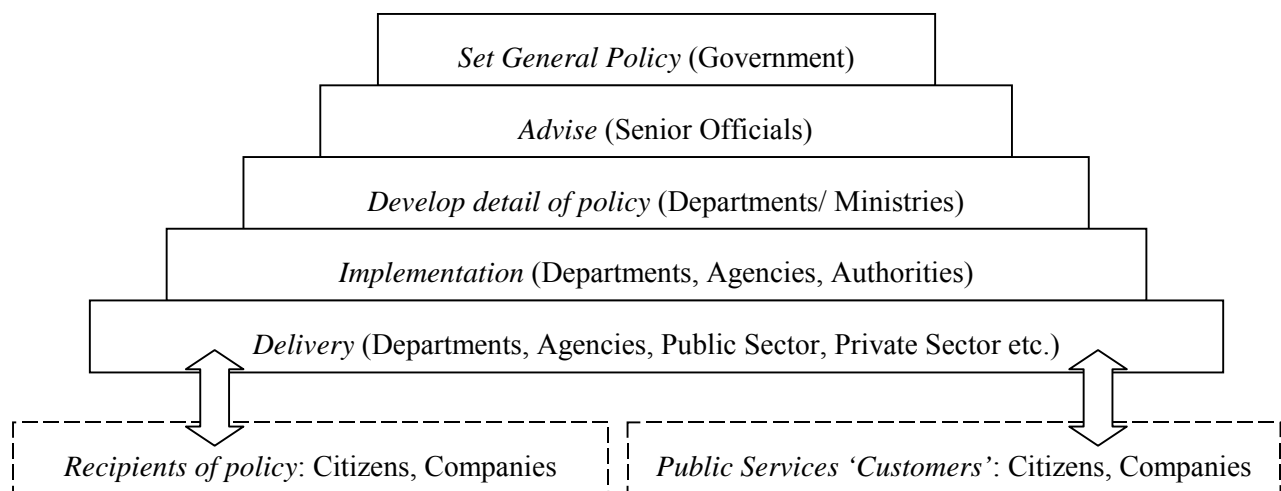 Set General Policy (Government)
Advise (Senior Officials)
Develop detail of policy (Departments/ Ministries)
Implementation (Departments, Agencies, Authorities)
Delivery (Departments, Agencies, Public Sector, Private Sector etc.)
Recipients of policy: Citizens, Companies
Public Services ‘Customers’: Citizens, Companies